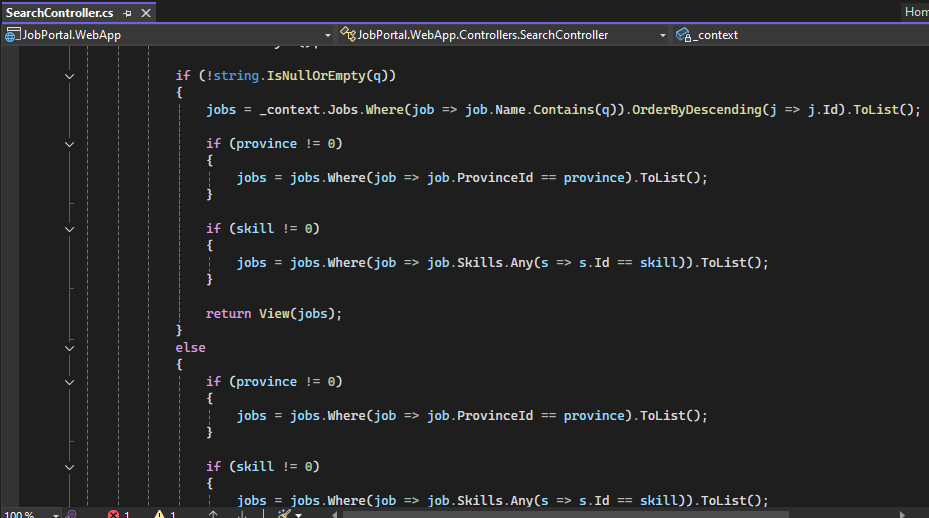 SearchController.cs
Hom
JobPortal.WebApp
JobPortal.WebApp.Controllers.SearchController
_context
if (!string.IsNullOrEmpty(q))
{
jobs = _context.Jobs.Where(job => job.Name.Contains(q)).OrderByDescending(j => j.Id).ToList();
if (province != 0)
{
jobs = jobs.Where(job => job.ProvinceId == province).ToList();
}
if (skill != 0)
{
jobs = jobs.Where(job => job.Skills.Any(s => s.Id == skill)).ToList();
}
return View(jobs);
}
else
{
if (province != 0)
{
jobs = jobs.Where(job => job.ProvinceId == province).ToList();
}
if (skill != 0)
{
jobs = jobs.Where(job => job.Skills.Any(s => s.Id == skill)).ToList();
100 %
1
1